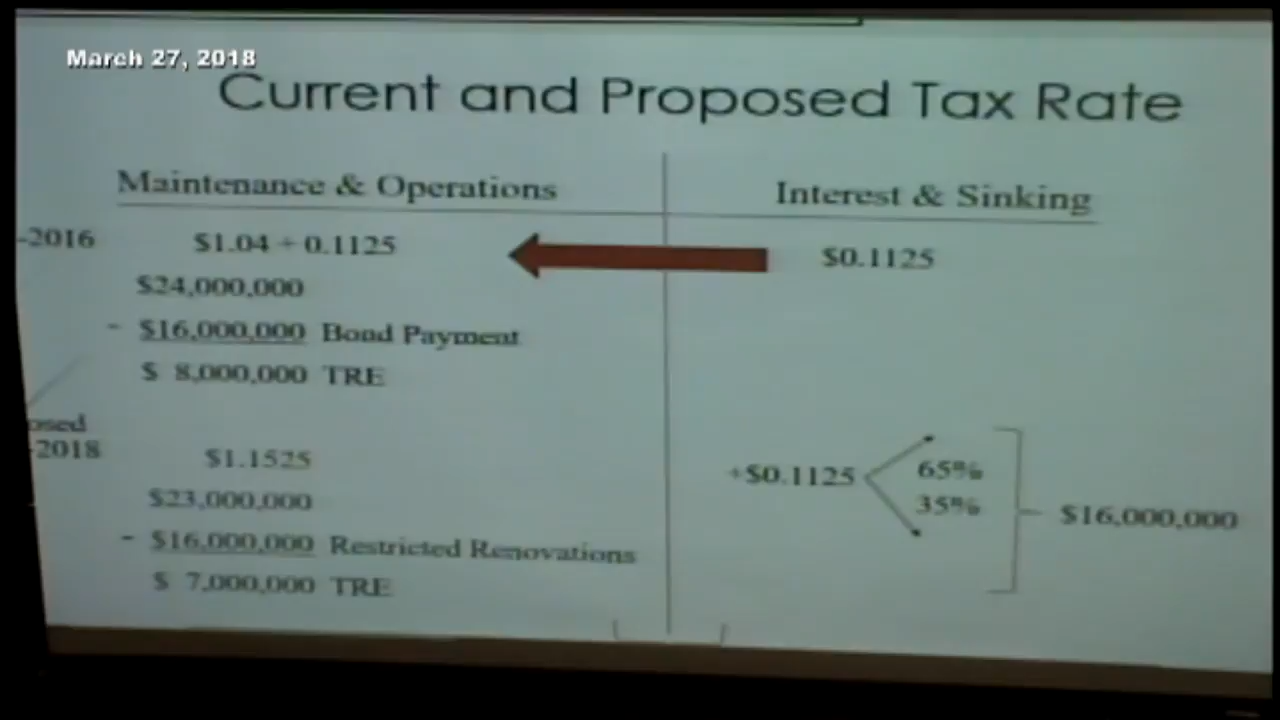 March 27, 2018
Current and Proposed Tax Rate
Maintenance & Operations
Interest & Sinking
-2016
$1.04 + 0.1125
$0.1125
$24,000,000
- $16,000,000 Bond Payment
$ 8,000,000 TRE
osed
-2018
$1.1525
+$0.1125
65%
35%
$16,000,000
$23,000,000
- $16,000,000 Restricted Renovations
$ 7,000,000 TRE